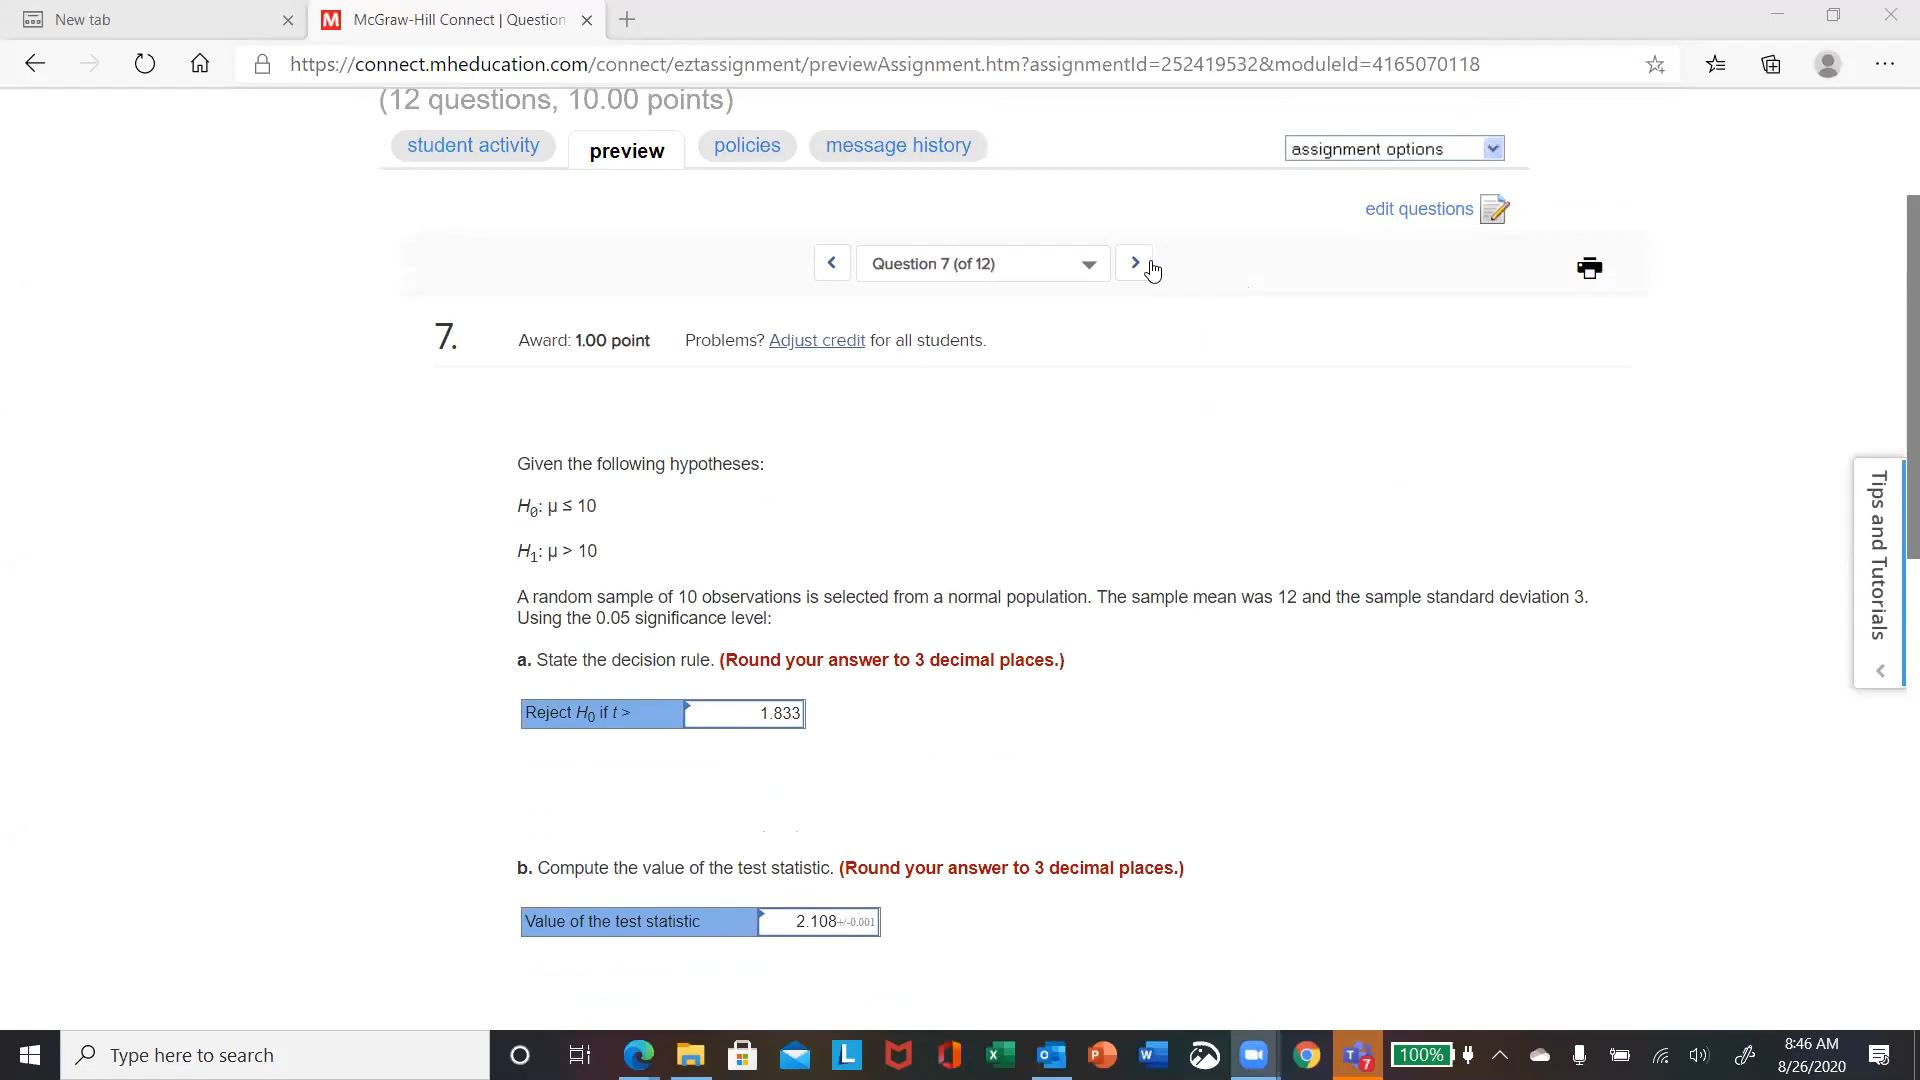 New tab
McGraw-Hill Connect | Question
https://connect.mheducation.com/connect/eztassignment/previewAssignment.htm?assignmentId=252419532&moduleId=4165070118
(12 questions, 10.00 points)
student activity
preview
policies
message history
assignment options
edit questions
Question 7 (of 12)
7.
Award: 1.00 point
Problems? Adjust credit for all students.
Given the following hypotheses:
H0: μ ≤ 10
H1: μ > 10
A random sample of 10 observations is selected from a normal population. The sample mean was 12 and the sample standard deviation 3.
Using the 0.05 significance level:
a. State the decision rule. (Round your answer to 3 decimal places.)
Reject H0 if t > 1.833
b. Compute the value of the test statistic. (Round your answer to 3 decimal places.)
Value of the test statistic 2.108+/-0.001
Tips and Tutorials
Type here to search
100%
7
8:46 AM
8/26/2020